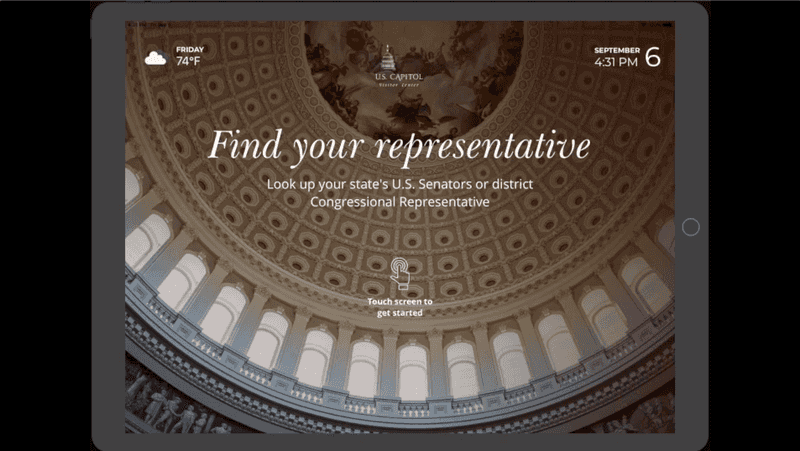 FRIDAY
74°F
U.S. CAPITOL
Visitor Center
SEPTEMBER 6
4:31 PM
Find your representative
Look up your state's U.S. Senators or district
Congressional Representative
Touch screen to
get started